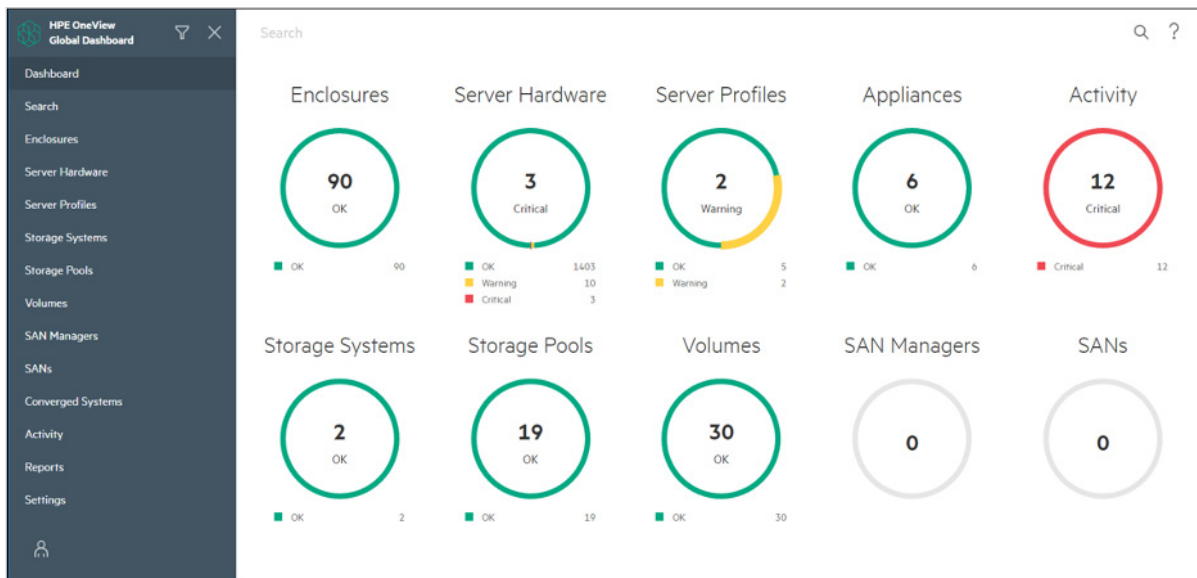 HPE OneView
Global Dashboard
Dashboard
Search
Enclosures
Server Hardware
Server Profiles
Storage Systems
Storage Pools
Volumes
SAN Managers
SANs
Converged Systems
Activity
Reports
Settings
Search
?
Enclosures
90
OK
OK 90
Server Hardware
3
Critical
OK 1403
Warning 10
Critical 3
Server Profiles
2
Warning
OK 5
Warning 2
Appliances
6
OK
OK 6
Activity
12
Critical
Critical 12
Storage Systems
2
OK
OK 2
Storage Pools
19
OK
OK 19
Volumes
30
OK
OK 30
SAN Managers
0
SANs
0